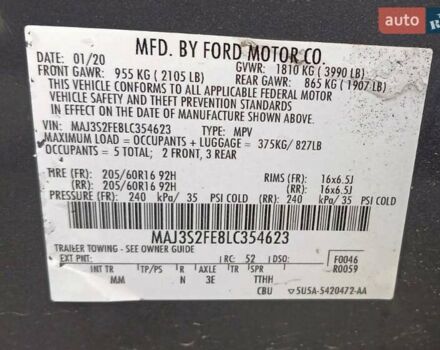 auto
MFD. BY FORD MOTOR CO.
DATE: 01/20 GVWR: 1810 KG ( 3990 LB)
FRONT GAWR: 955 KG ( 2105 LB) REAR GAWR: 865 KG ( 1907 LB)
THIS VEHICLE CONFORMS TO ALL APPLICABLE FEDERAL MOTOR
VEHICLE SAFETY AND THEFT PREVENTION STANDARDS
IN EFFECT ON THE DATE OF MANUFACTURE SHOWN ABOVE.
VIN: MAJ3S2FE8LC354623 TYPE: MPV
MAXIMUM LOAD = OCCUPANTS + LUGGAGE = 375KG/ 827LB
OCCUPANTS = 5 TOTAL; 2 FRONT, 3 REAR
TIRE (FR): 205/60R16 92H RIMS (FR): 16x6.5J
(RR): 205/60R16 92H (RR): 16x6.5J
PRESSURE (FR): 240 kPa/ 35 PSI COLD (RR): 240 kPa/ 35 PSI COLD
MAJ3S2FE8LC354623
TRAILER TOWING - SEE OWNER GUIDE
EXT PNT: RC: 52 DSO: F0046
R0059
INT TR TP/PS R AXLE TR SPR
MM N 3E TTHH
CBU 5U5A-5420472-AA